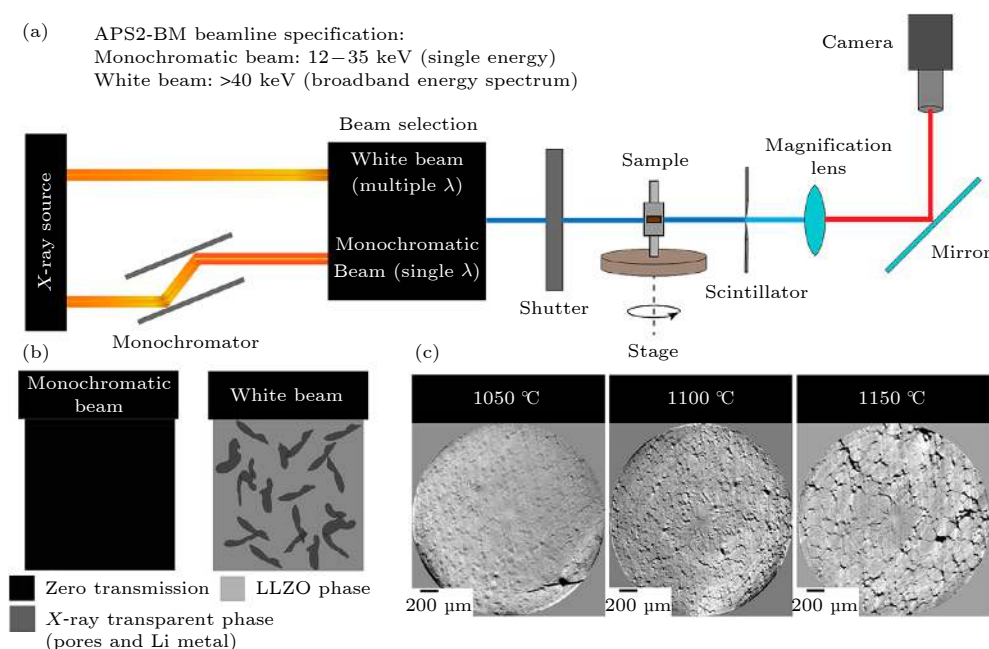 (a)
APS2-BM beamline specification:
Monochromatic beam: 12−35 keV (single energy)
White beam: >40 keV (broadband energy spectrum)
Camera
Beam selection
X-ray source
White beam
(multiple λ)
Monochromatic
Beam (single λ)
Monochromator
Shutter
Sample
Stage
Scintillator
Magnification
lens
Mirror
(b)
Monochromatic
beam
White beam
Zero transmission
LLZO phase
X-ray transparent phase
(pores and Li metal)
(c)
1050 ℃
1100 ℃
1150 ℃
200 µm
200 µm
200 µm